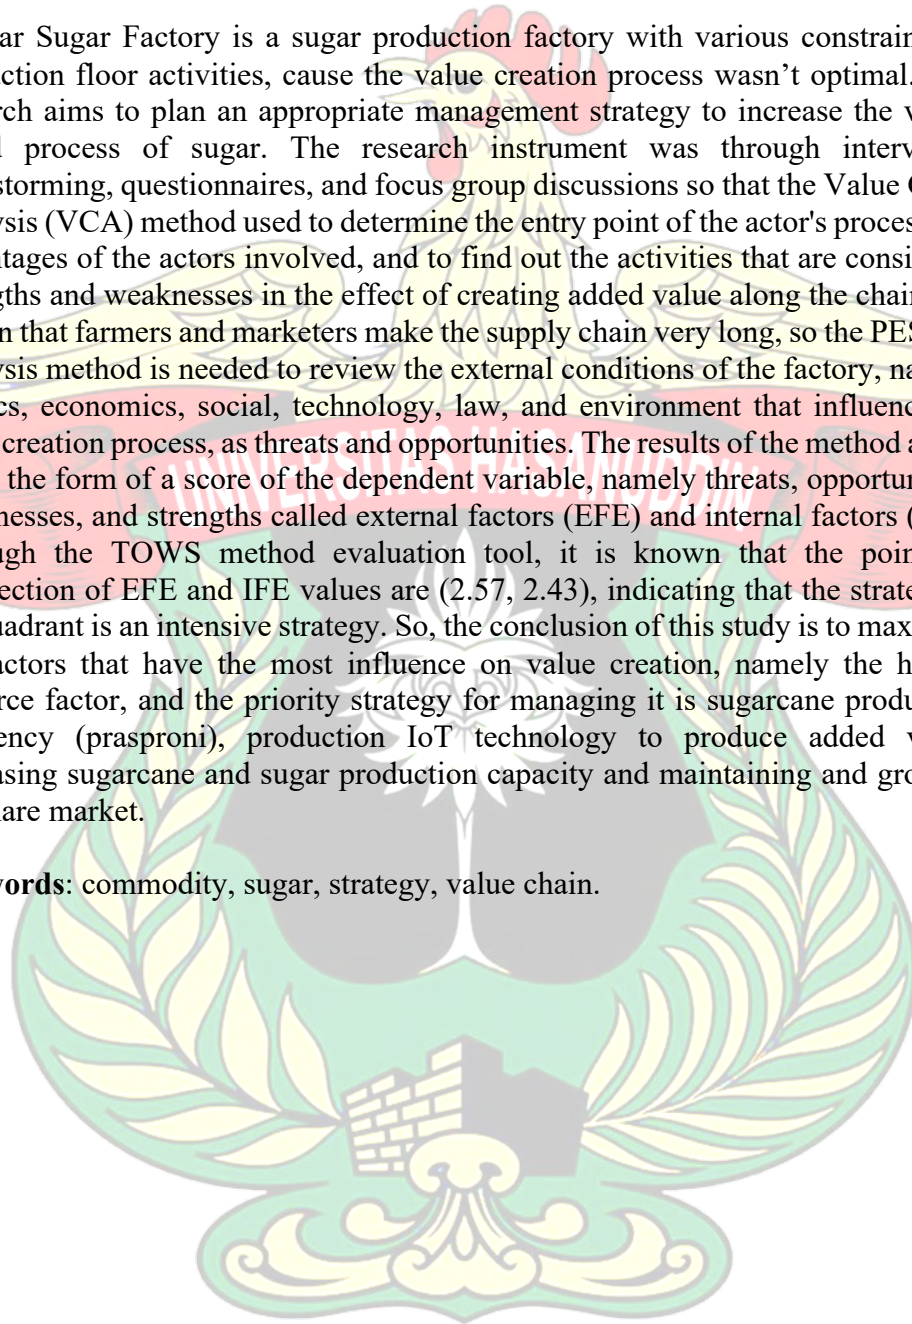 ar Sugar Factory is a sugar production factory with various constrain
ction floor activities, cause the value creation process wasn’t optimal.
rch aims to plan an appropriate management strategy to increase the v
process of sugar. The research instrument was through interv
storming, questionnaires, and focus group discussions so that the Value
ysis (VCA) method used to determine the entry point of the actor's proces
ntages of the actors involved, and to find out the activities that are consi
gths and weaknesses in the effect of creating added value along the chain
n that farmers and marketers make the supply chain very long, so the PES
ysis method is needed to review the external conditions of the factory, na
cs, economics, social, technology, law, and environment that influenc
creation process, as threats and opportunities. The results of the method a
the form of a score of the dependent variable, namely threats, opportun
nesses, and strengths called external factors (EFE) and internal factors (
ugh the TOWS method evaluation tool, it is known that the poin
ection of EFE and IFE values are (2.57, 2.43), indicating that the strate
uadrant is an intensive strategy. So, the conclusion of this study is to max
actors that have the most influence on value creation, namely the h
rce factor, and the priority strategy for managing it is sugarcane produ
ency (prasproni), production IoT technology to produce added v
asing sugarcane and sugar production capacity and maintaining and gro
hare market.
words: commodity, sugar, strategy, value chain.
UNIVERSITAS HASANUDDIN